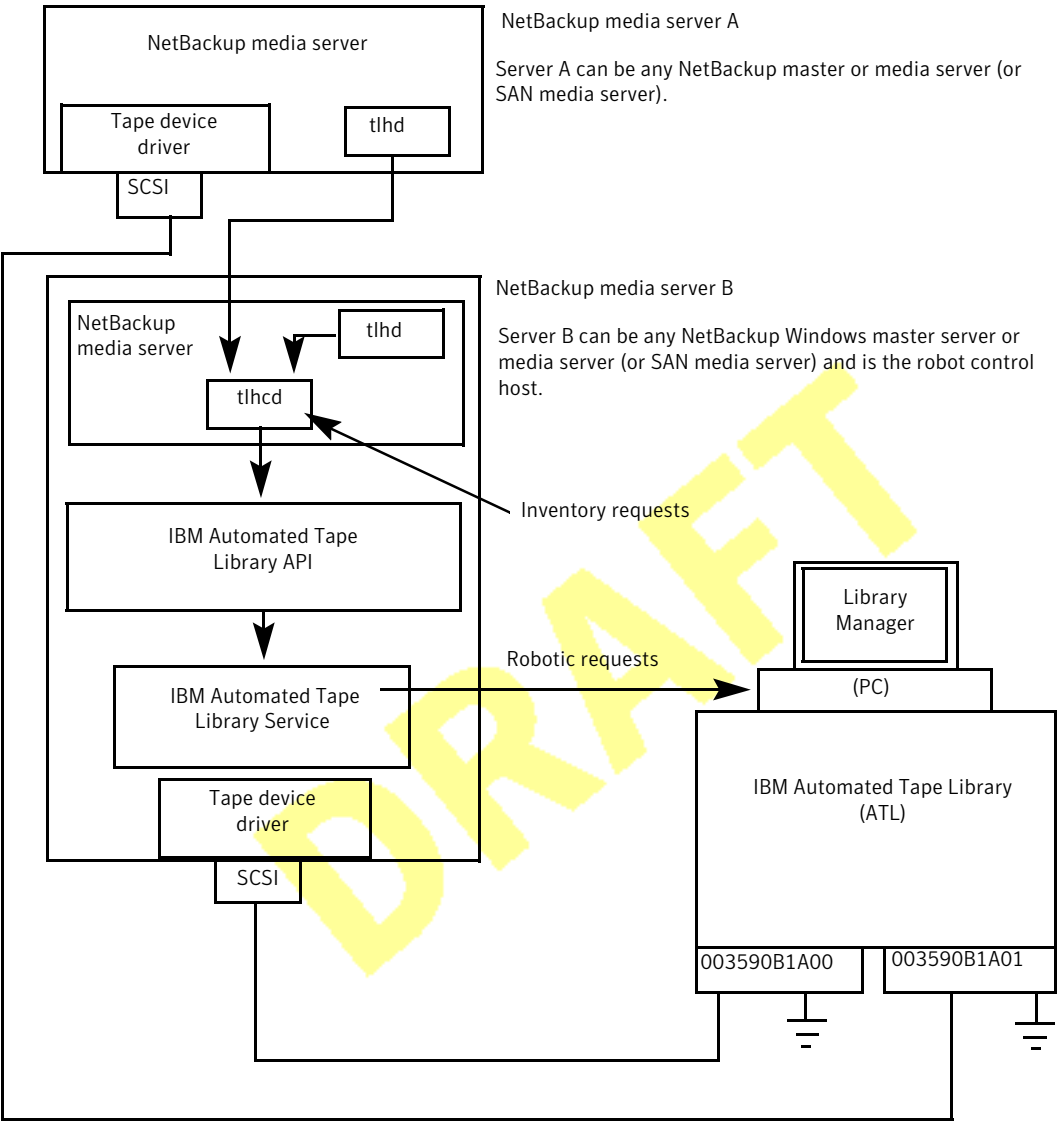 NetBackup media server A
NetBackup media server
Server A can be any NetBackup master or media server (or
SAN media server).
Tape device
driver
tlhd
SCSI
NetBackup media server B
NetBackup
media server
tlhd
Server B can be any NetBackup Windows master server or
media server (or SAN media server) and is the robot control
host.
tlhcd
Inventory requests
IBM Automated Tape
Library API
Library
Manager
Robotic requests
(PC)
IBM Automated Tape
Library Service
IBM Automated Tape Library
(ATL)
Tape device
driver
SCSI
003590B1A00
003590B1A01
DRAFT